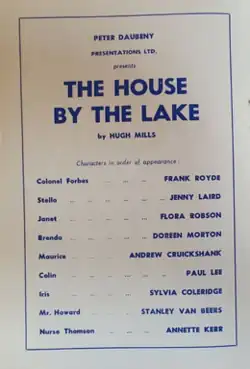 PETER DAUBENY
PRESENTATIONS LTD.
presents
THE HOUSE
BY THE LAKE
by HUGH MILLS
Characters in order of appearance:
Colonel Forbes ... ... ... FRANK ROYDE
Stella ... ... ... ... JENNY LAIRD
Janet ... ... ... ... FLORA ROBSON
Brenda ... ... ... DOREEN MORTON
Maurice ... ... ANDREW CRUICKSHANK
Colin ... ... ... ... PAUL LEE
Iris ... ... ... SYLVIA COLERIDGE
Mr. Howard ... ... STANLEY VAN BEERS
Nurse Thomson ... ... ANNETTE KERR